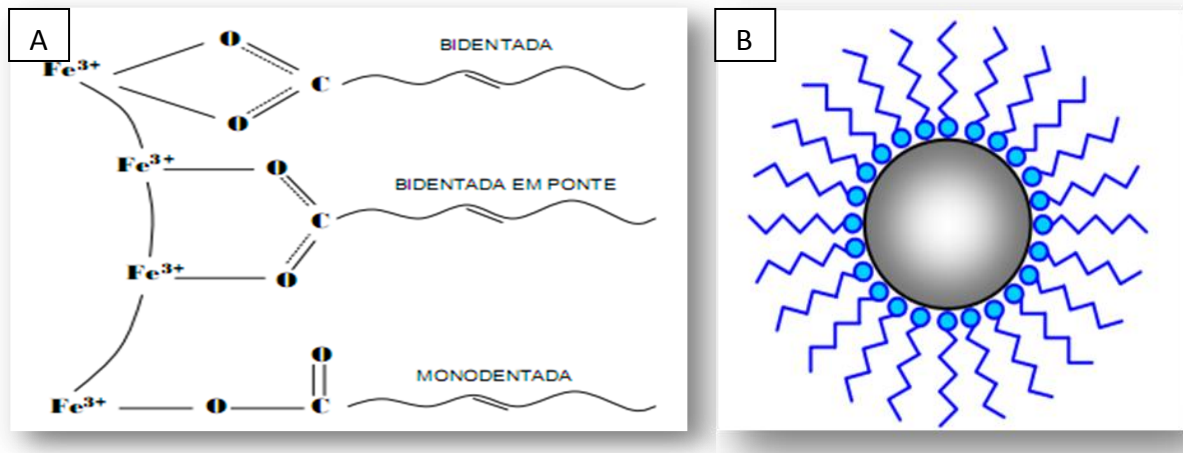 A
B
O
BIDENTADA
Fe³⁺
C
O
Fe³⁺
O
BIDENTADA EM PONTE
C
Fe³⁺
O
O
MONODENTADA
Fe³⁺
O
C